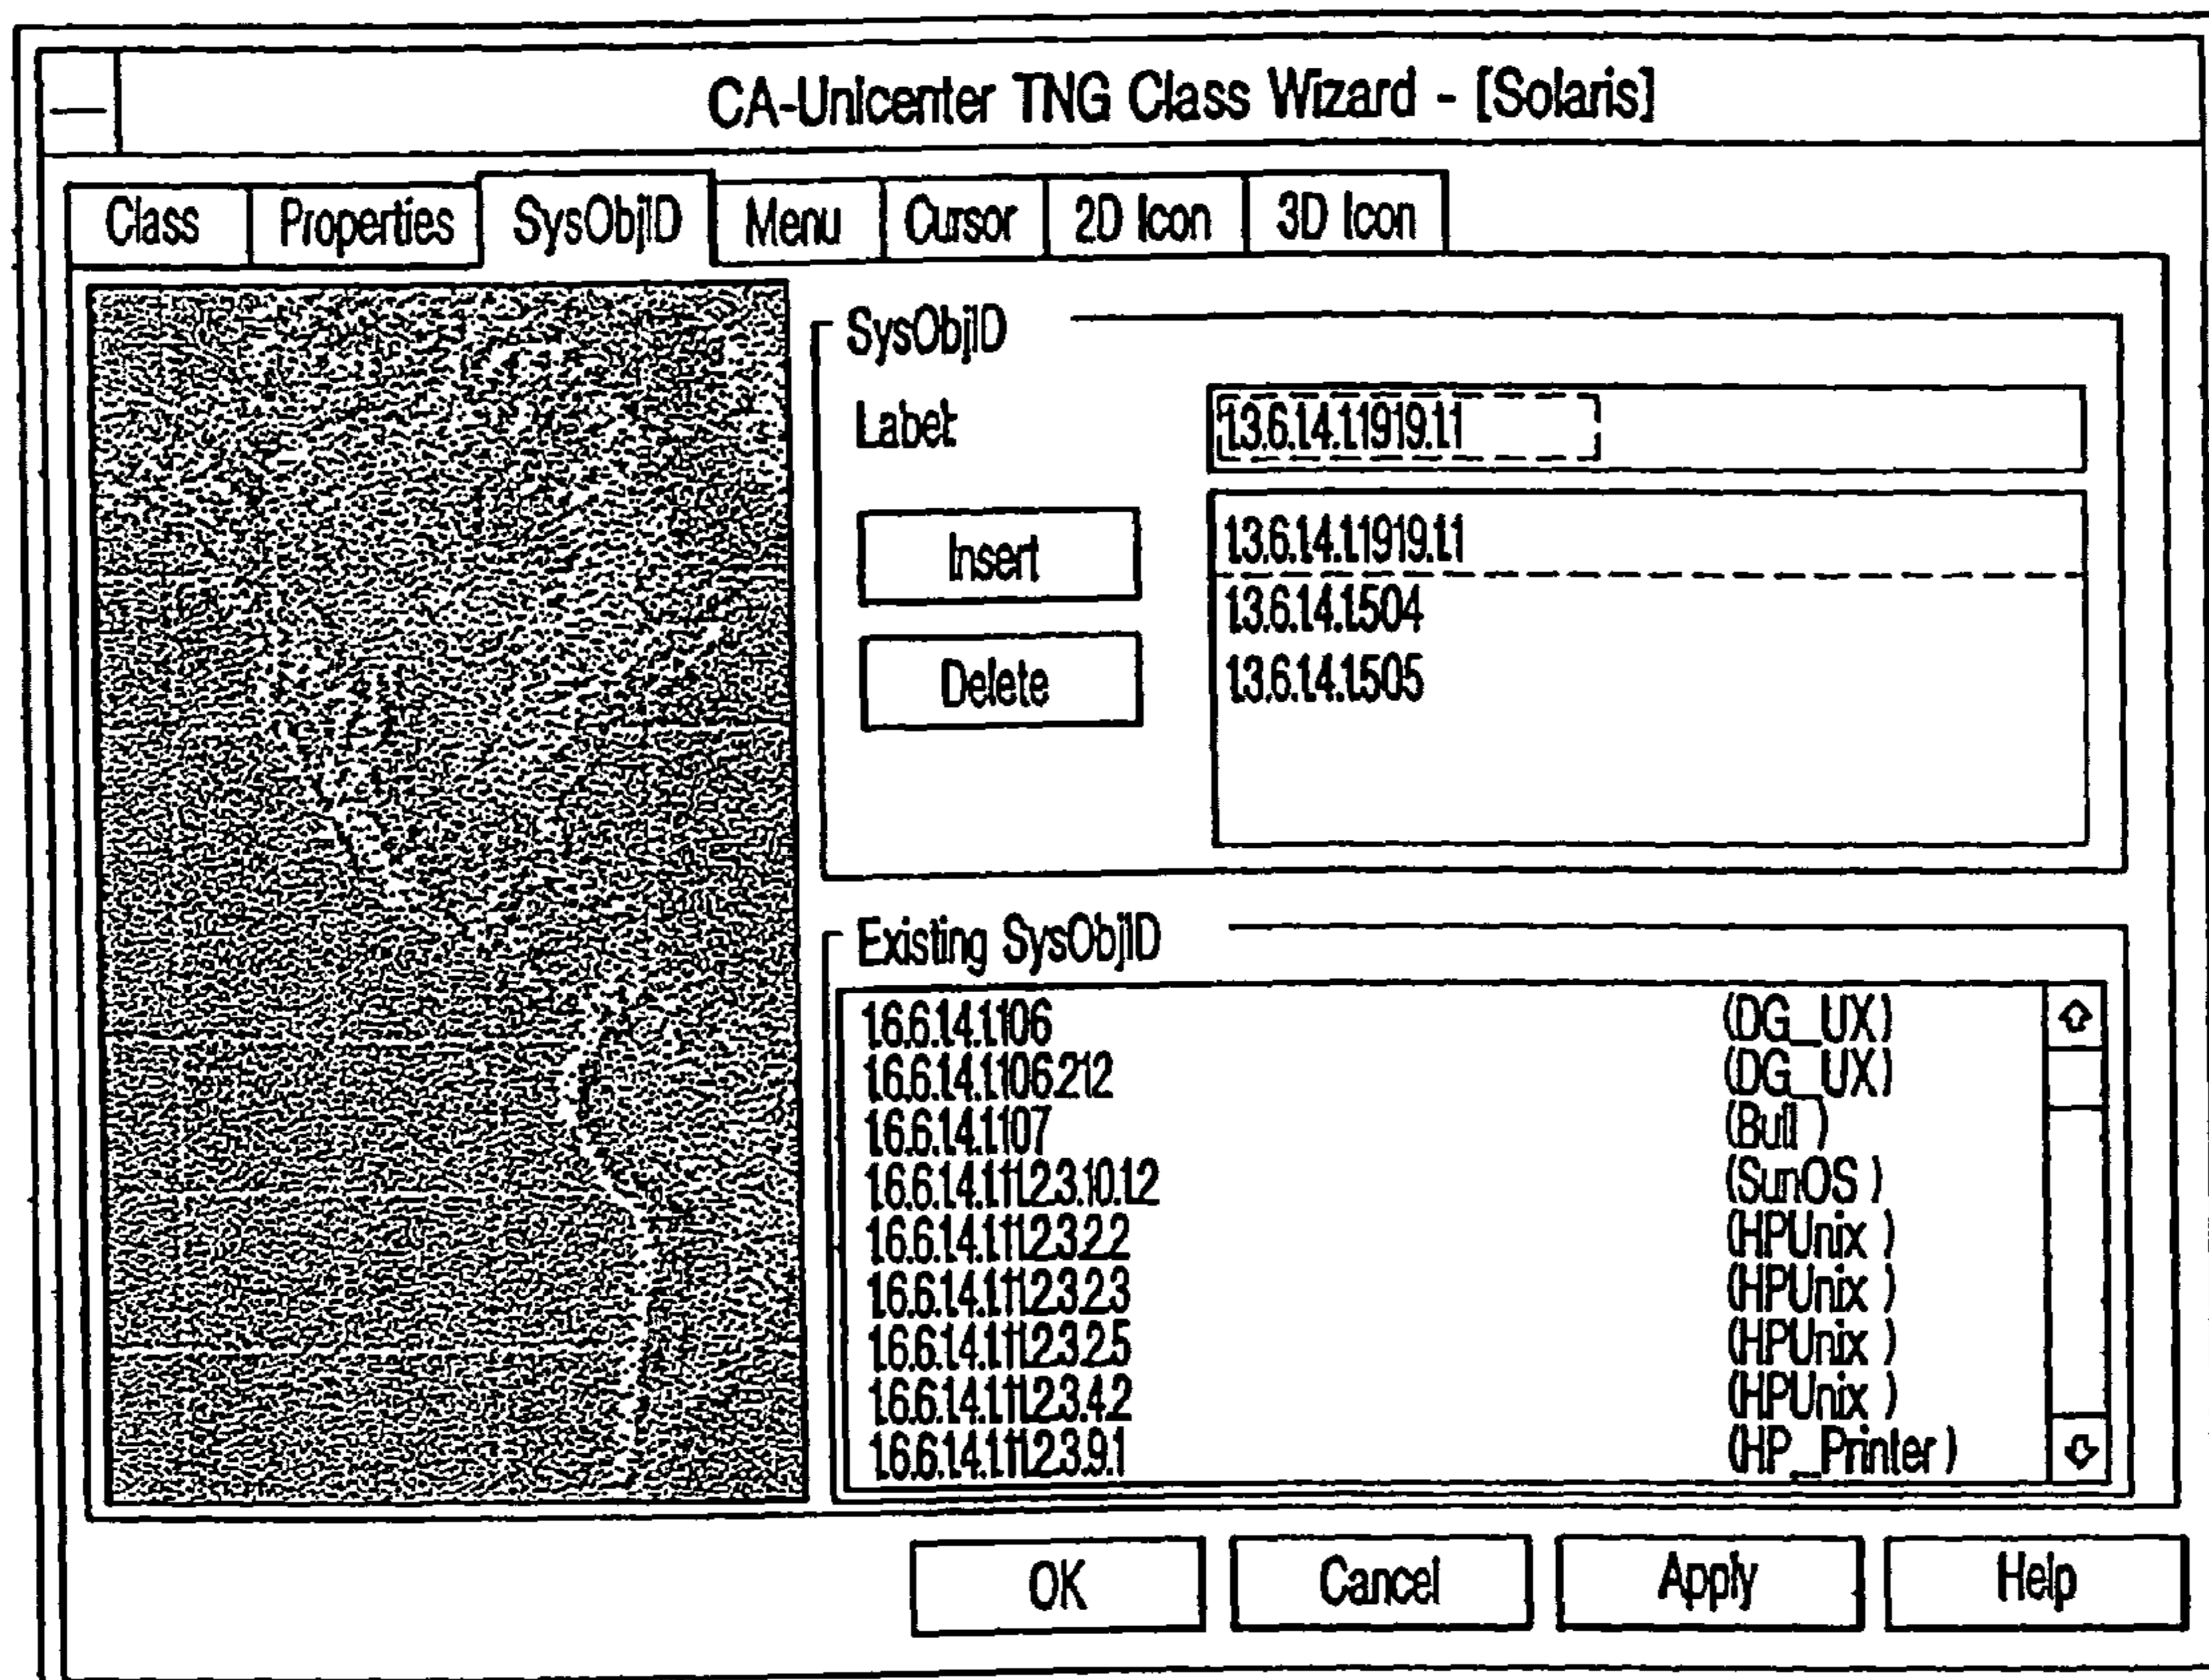 CA-Unicenter TNG Class Wizard - [Solaris]
Class Properties SysObjID Menu Cursor 2D Icon 3D Icon
SysObjID
Label: 1.3.6.1.4.1.1919.1.1
Insert
Delete
1.3.6.1.4.1.1919.1.1
1.3.6.1.4.1.504
1.3.6.1.4.1.505
Existing SysObjID
1.6.6.1.4.1.106 (DG_UX)
1.6.6.1.4.1.106.2.12 (DG_UX)
1.6.6.1.4.1.107 (Bull )
1.6.6.1.4.1.11.2.3.10.1.2 (SunOS )
1.6.6.1.4.1.11.2.3.2.2 (HPUnix )
1.6.6.1.4.1.11.2.3.2.3 (HPUnix )
1.6.6.1.4.1.11.2.3.2.5 (HPUnix )
1.6.6.1.4.1.11.2.3.4.2 (HPUnix )
1.6.6.1.4.1.11.2.3.9.1 (HP_Printer )
OK Cancel Apply Help